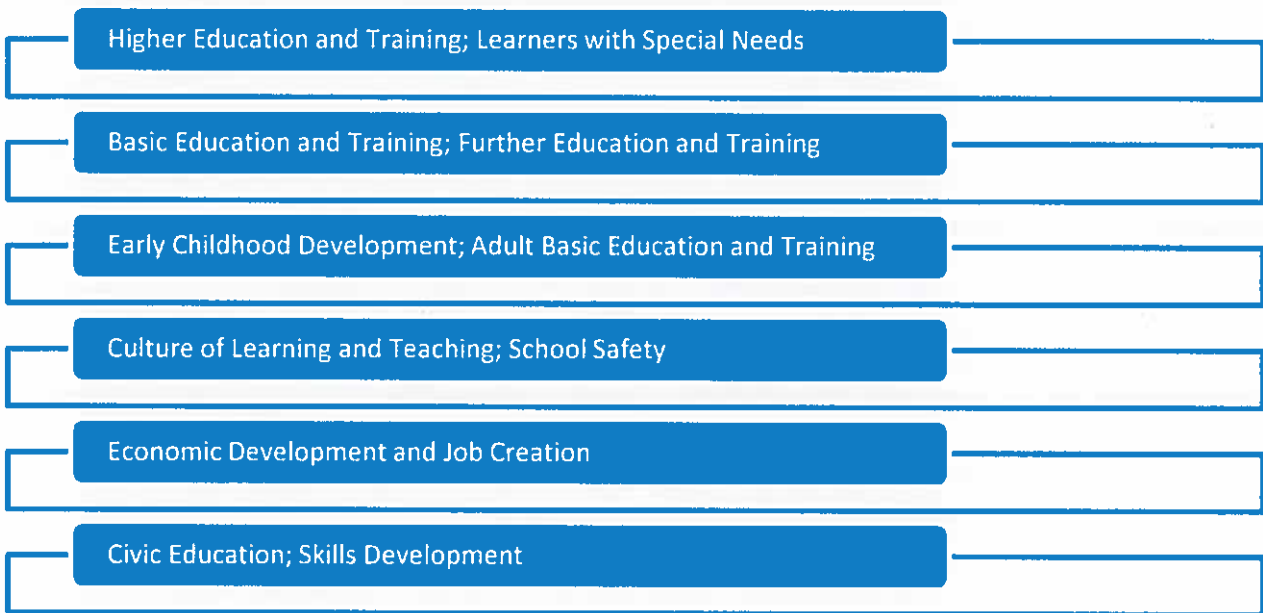 Higher Education and Training; Learners with Special Needs
Basic Education and Training; Further Education and Training
Early Childhood Development; Adult Basic Education and Training
Culture of Learning and Teaching; School Safety
Economic Development and Job Creation
Civic Education; Skills Development